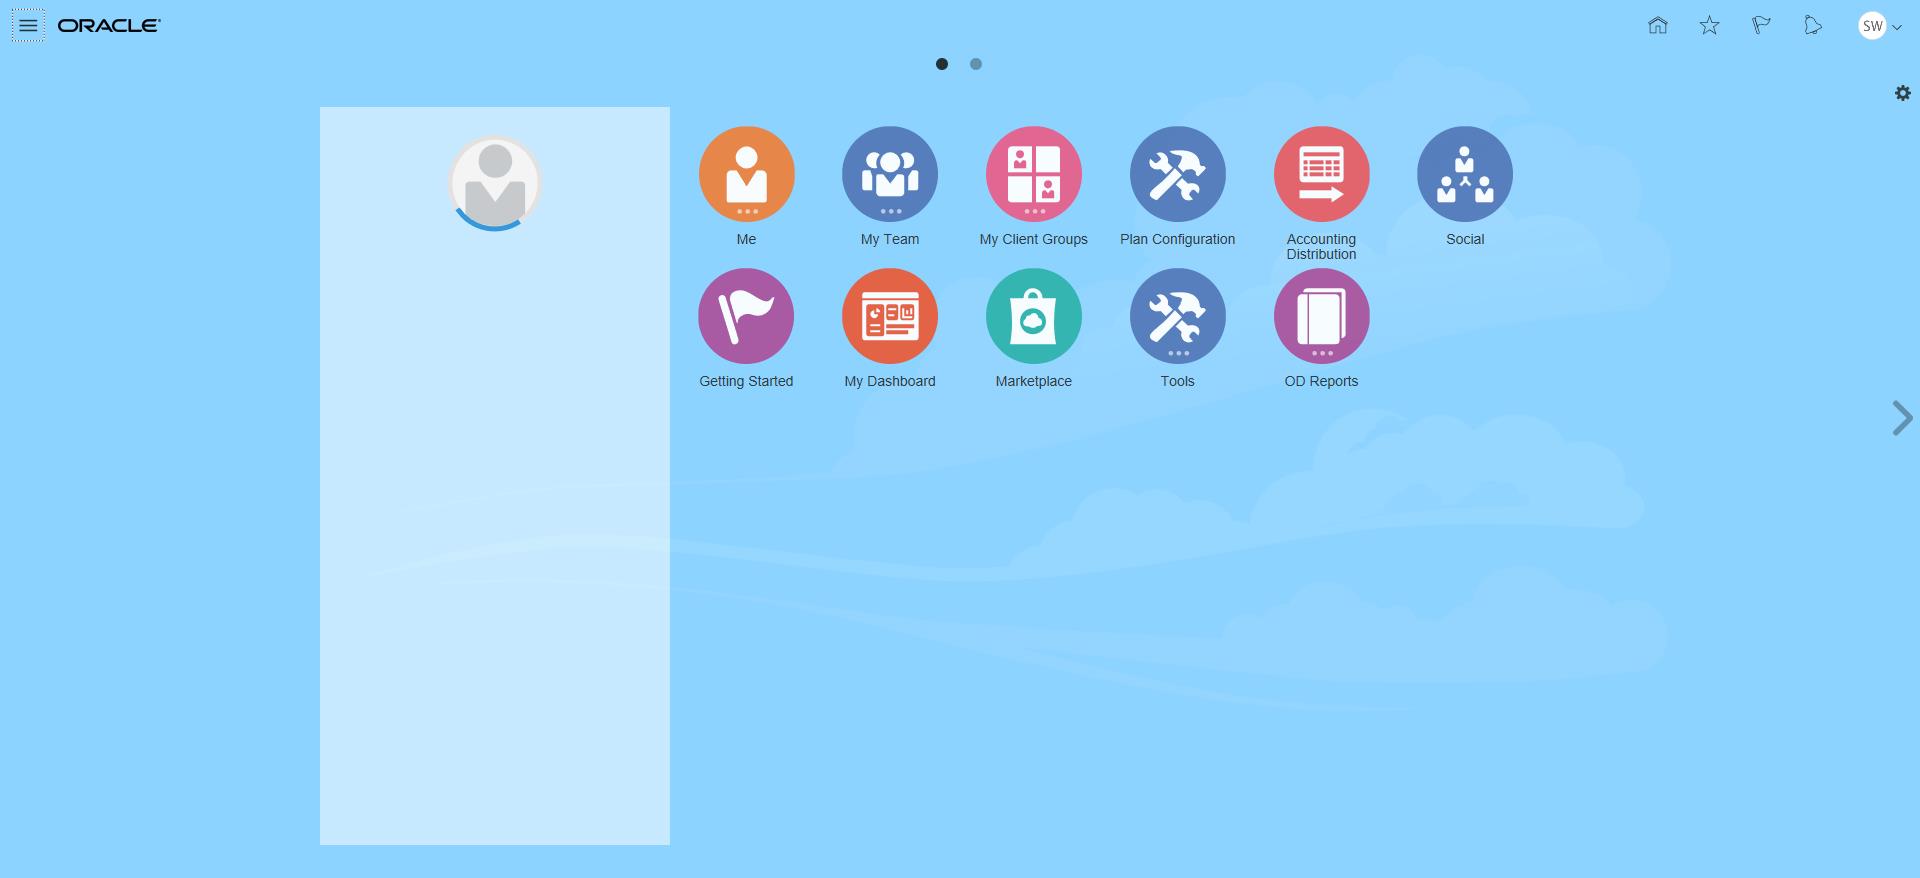 ORACLE
SW
Me
My Team
My Client Groups
Plan Configuration
Accounting
Distribution
Social
Getting Started
My Dashboard
Marketplace
Tools
OD Reports